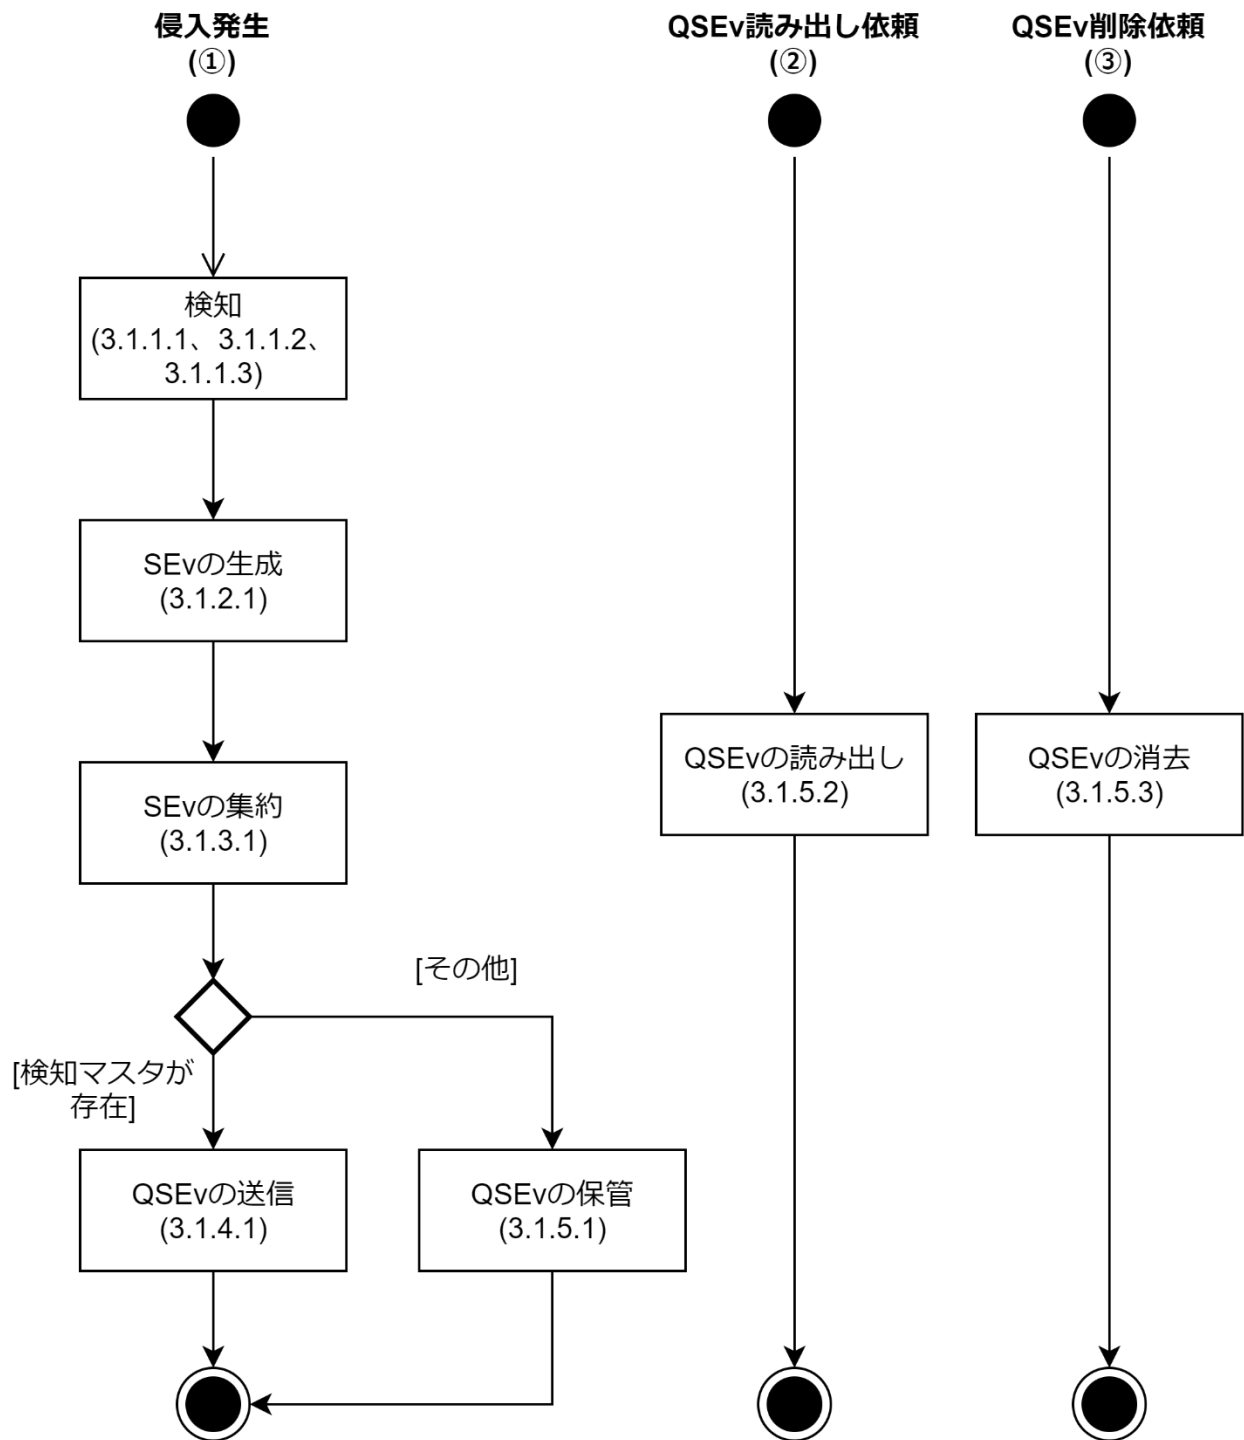 侵入発生
(①)
QSEv読み出し依頼
(②)
QSEv削除依頼
(③)
検知
(3.1.1.1、3.1.1.2、
3.1.1.3)
SEvの生成
(3.1.2.1)
SEvの集約
(3.1.3.1)
QSEvの読み出し
(3.1.5.2)
QSEvの消去
(3.1.5.3)
[その他]
[検知マスタが
存在]
QSEvの送信
(3.1.4.1)
QSEvの保管
(3.1.5.1)